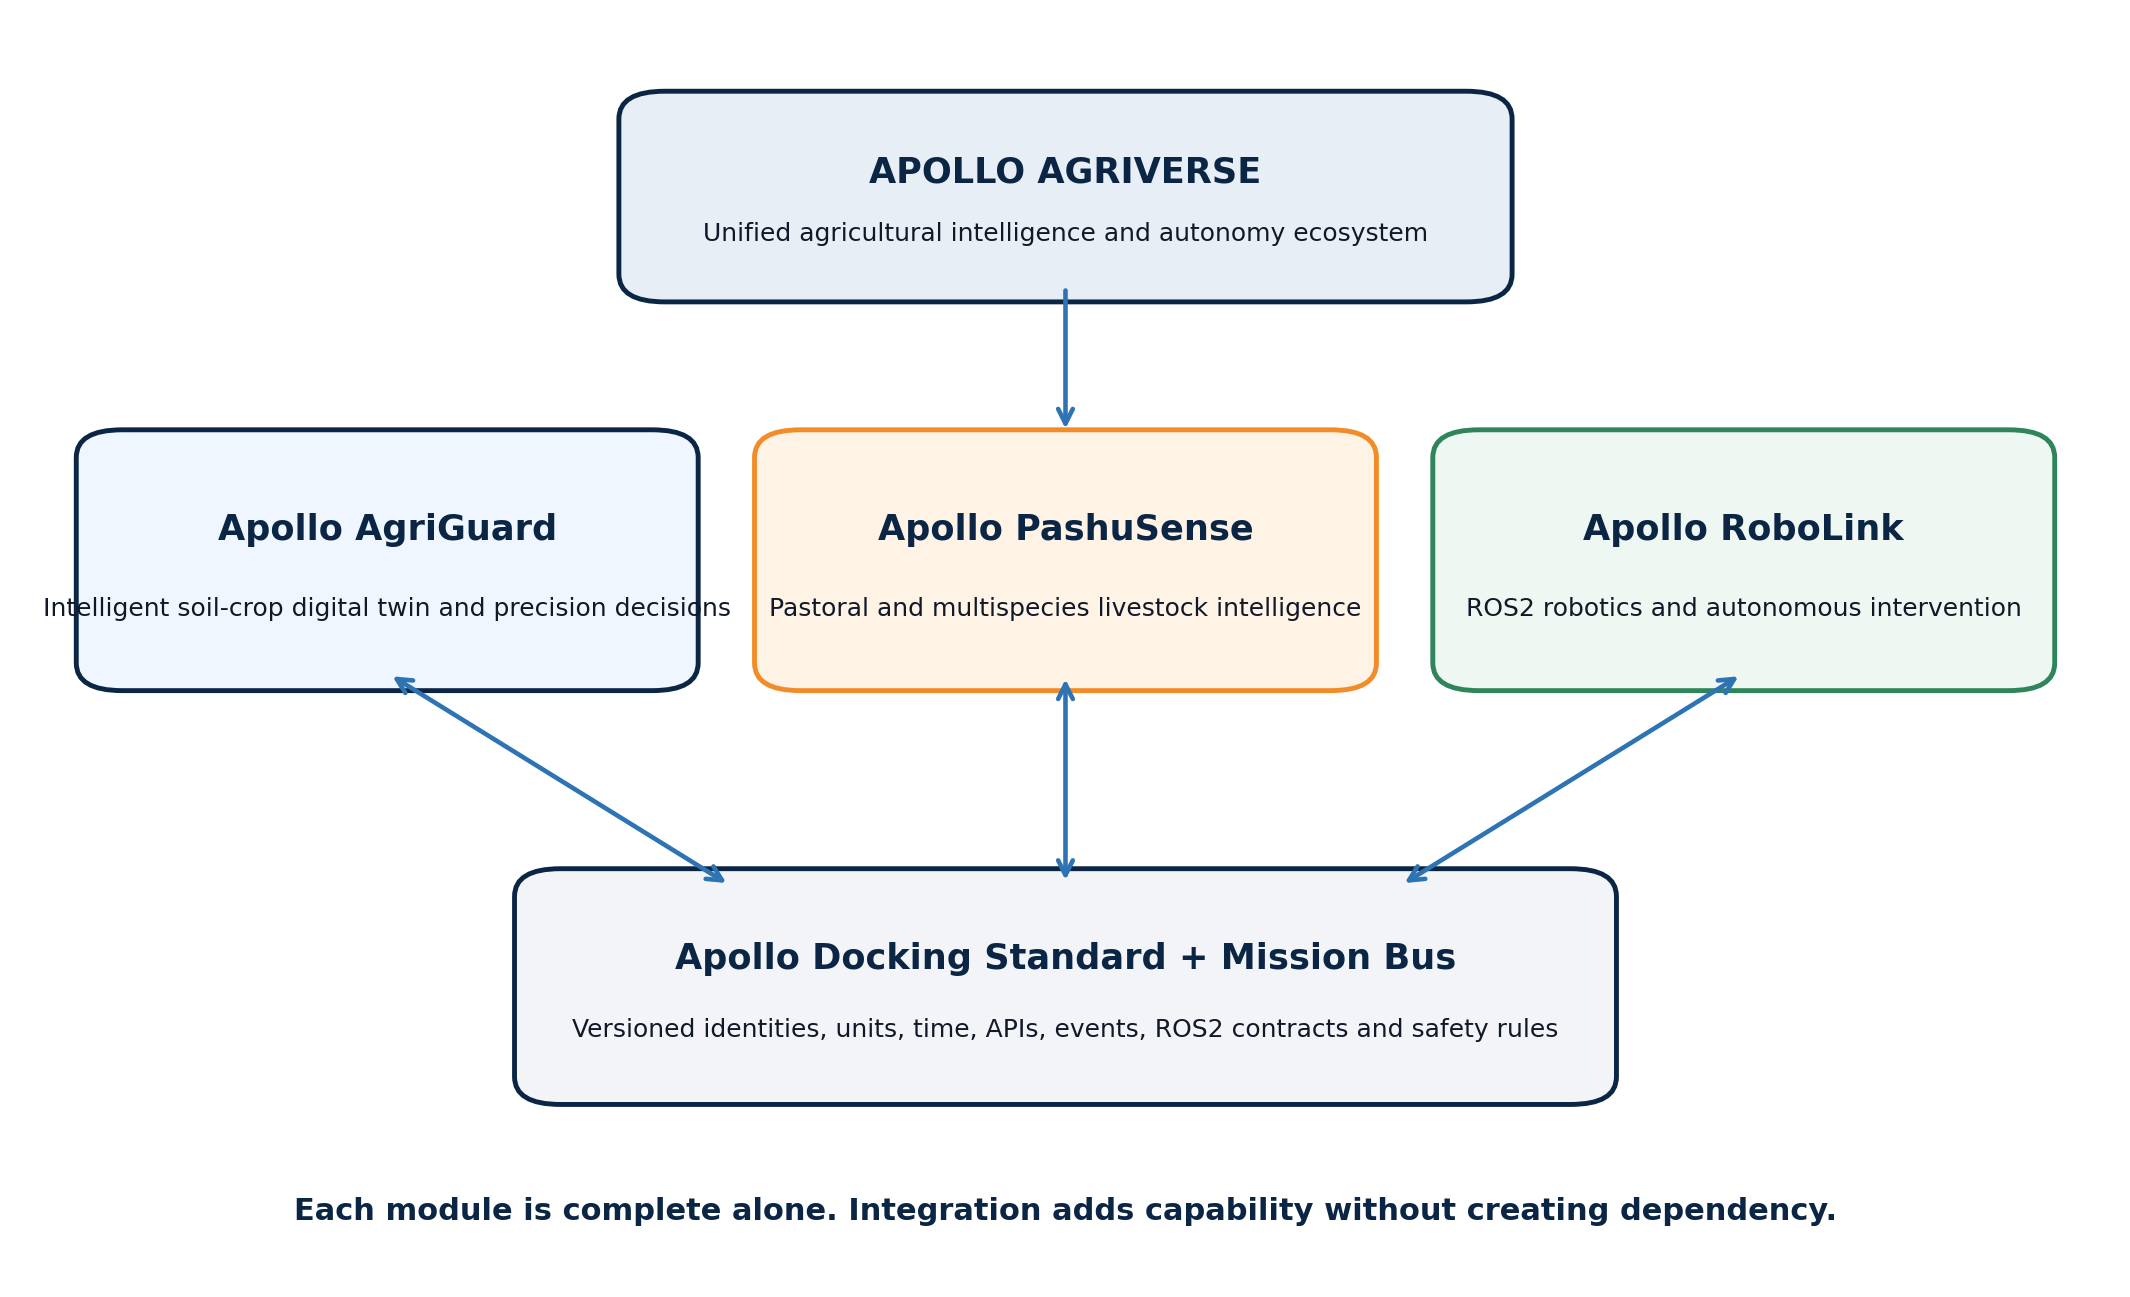 APOLLO AGRIVERSE
Unified agricultural intelligence and autonomy ecosystem
Apollo AgriGuard
Intelligent soil-crop digital twin and precision decisions
Apollo PashuSense
Pastoral and multispecies livestock intelligence
Apollo RoboLink
ROS2 robotics and autonomous intervention
Apollo Docking Standard + Mission Bus
Versioned identities, units, time, APIs, events, ROS2 contracts and safety rules
Each module is complete alone. Integration adds capability without creating dependency.